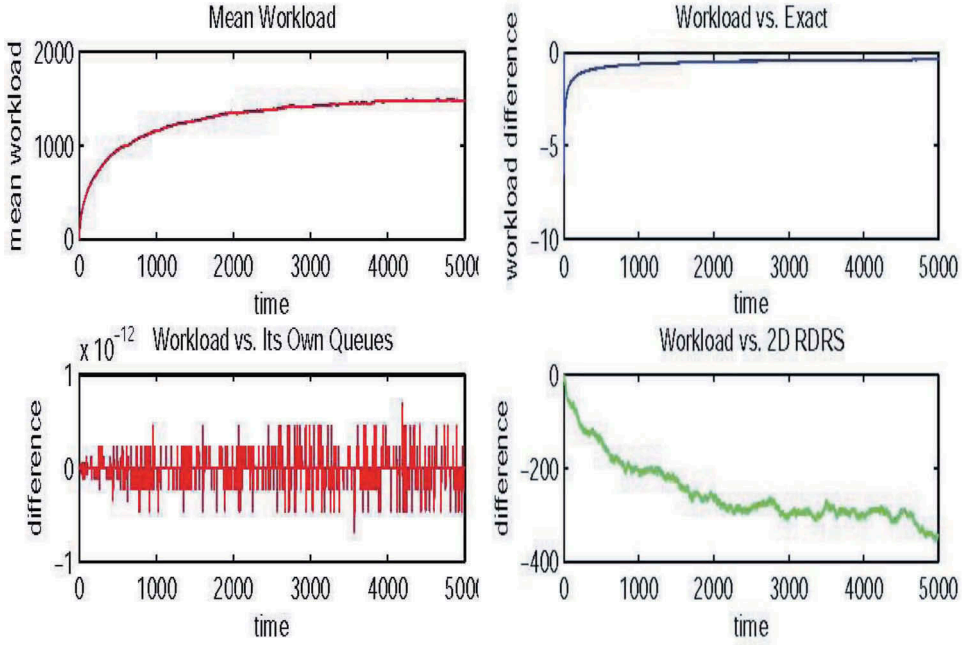 Mean Workload
mean workload
2000
1000
0
0 1000 2000 3000 4000 500
time
Workload vs. Exact
workload difference
0
−5
−10
0 1000 2000 3000 4000 5000
time
Workload vs. Its Own Queues
x 10⁻¹²
difference
1
0
−1
0 1000 2000 3000 4000 5000
time
Workload vs. 2D RDRS
difference
0
−200
−400
0 1000 2000 3000 4000 5000
time